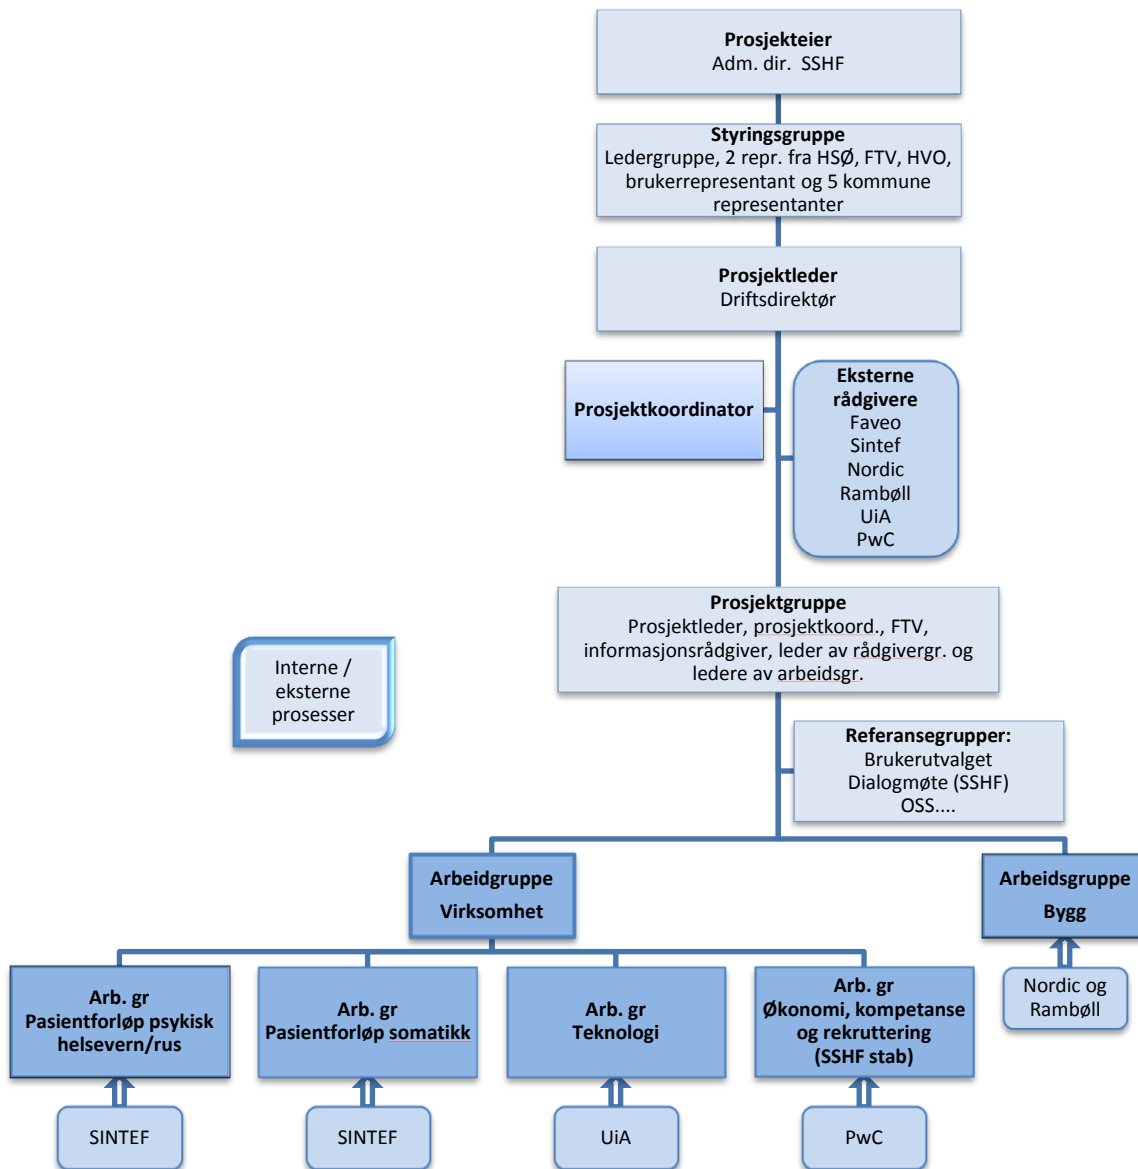 Prosjekteier
Adm. dir.  SSHF
Styringsgruppe
Ledergruppe, 2 repr. fra HSØ, FTV, HVO,
brukerrepresentant og 5 kommune
representanter
Prosjektleder
Driftsdirektør
Prosjektkoordinator
Eksterne
rådgivere
Faveo
Sintef
Nordic
Rambøll
UiA
PwC
Prosjektgruppe
Prosjektleder, prosjektkoord., FTV,
informasjonsrådgiver, leder av rådgivergr. og
ledere av arbeidsgr.
Interne /
eksterne
prosesser
Referansegrupper:
Brukerutvalget
Dialogmøte (SSHF)
OSS....
Arbeidgruppe
Virksomhet
Arbeidsgruppe
Bygg
Arb. gr
Pasientforløp psykisk
helsevern/rus
Arb. gr
Pasientforløp somatikk
Arb. gr
Teknologi
Arb. gr
Økonomi, kompetanse
og rekruttering
(SSHF stab)
Nordic og
Rambøll
SINTEF
SINTEF
UiA
PwC